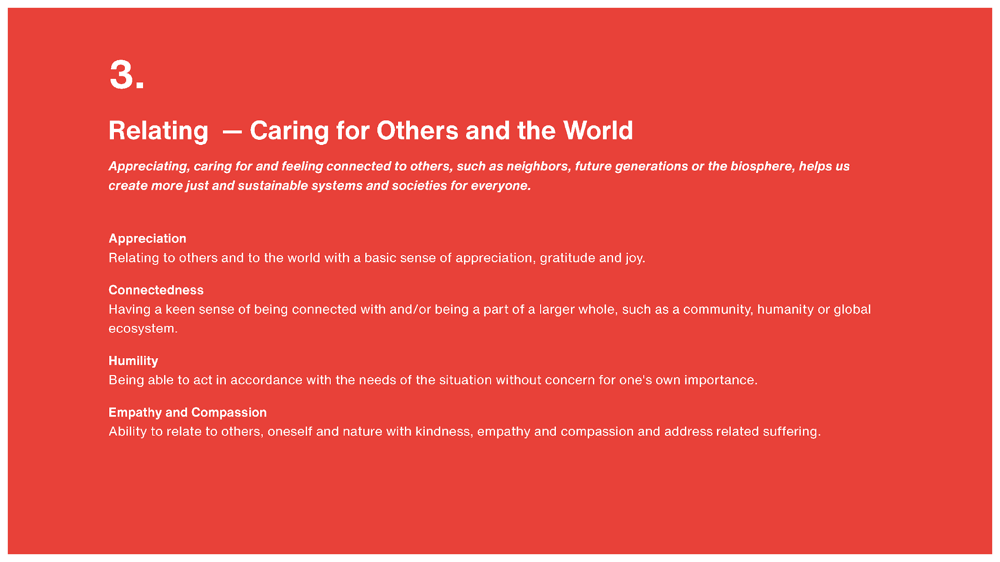 3.
Relating — Caring for Others and the World
Appreciating, caring for and feeling connected to others, such as neighbors, future generations or the biosphere, helps us
create more just and sustainable systems and societies for everyone.
Appreciation
Relating to others and to the world with a basic sense of appreciation, gratitude and joy.
Connectedness
Having a keen sense of being connected with and/or being a part of a larger whole, such as a community, humanity or global
ecosystem.
Humility
Being able to act in accordance with the needs of the situation without concern for one's own importance.
Empathy and Compassion
Ability to relate to others, oneself and nature with kindness, empathy and compassion and address related suffering.